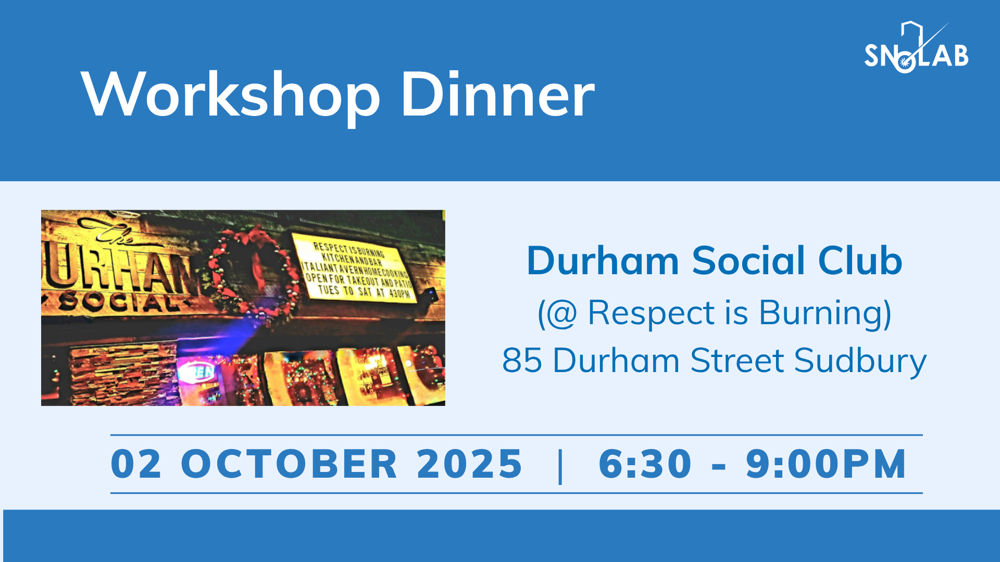 SNOLAB
Workshop Dinner
The
DURHAM
SOCIAL
RESPECT IS BURNING
KITCHEN AND BAR
ITALIAN TAVERN HOME COOKING
OPEN FOR TAKEOUT AND PATIO
TUES TO SAT AT 430PM
OPEN
Durham Social Club
(@ Respect is Burning)
85 Durham Street Sudbury
02 OCTOBER 2025 | 6:30 - 9:00PM